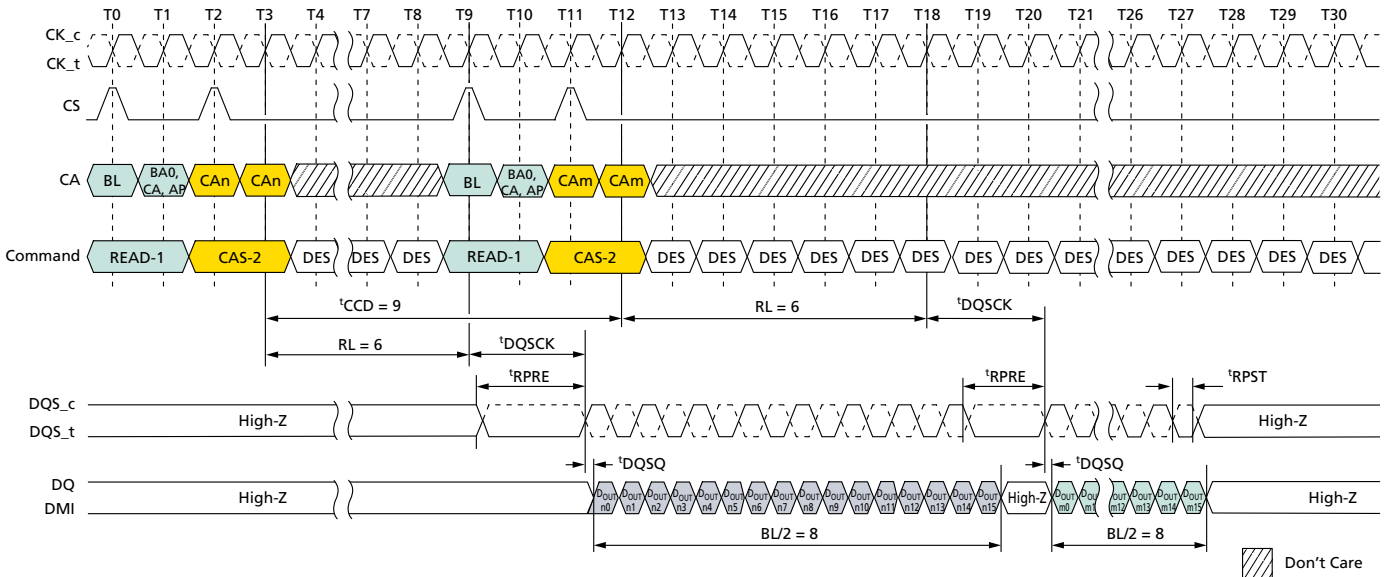 T0 T1 T2 T3 T4 T7 T8 T9 T10 T11 T12 T13 T14 T15 T16 T17 T18 T19 T20 T21 T26 T27 T28 T29 T30
CK_c
CK_t
CS
CA BL BA0, CA, AP CAn CAn BL BA0, CA, AP CAm CAm
Command READ-1 CAS-2 DES DES DES READ-1 CAS-2 DES DES DES DES DES DES DES DES DES DES DES DES DES DES
tCCD = 9 RL = 6 tDQSCK
RL = 6 tDQSCK
tRPRE tRPRE tRPST
DQS_c
DQS_t
High-Z High-Z
tDQSQ tDQSQ
DQ
DMI
High-Z DOUT n0 DOUT n1 DOUT n2 DOUT n3 DOUT n4 DOUT n5 DOUT n6 DOUT n7 DOUT n8 DOUT n9 DOUT n10 DOUT n11 DOUT n12 DOUT n13 DOUT n14 DOUT n15 High-Z DOUT m0 DOUT m1 DOUT m12 DOUT m13 DOUT m14 DOUT m15 High-Z
BL/2 = 8 BL/2 = 8
Don't Care